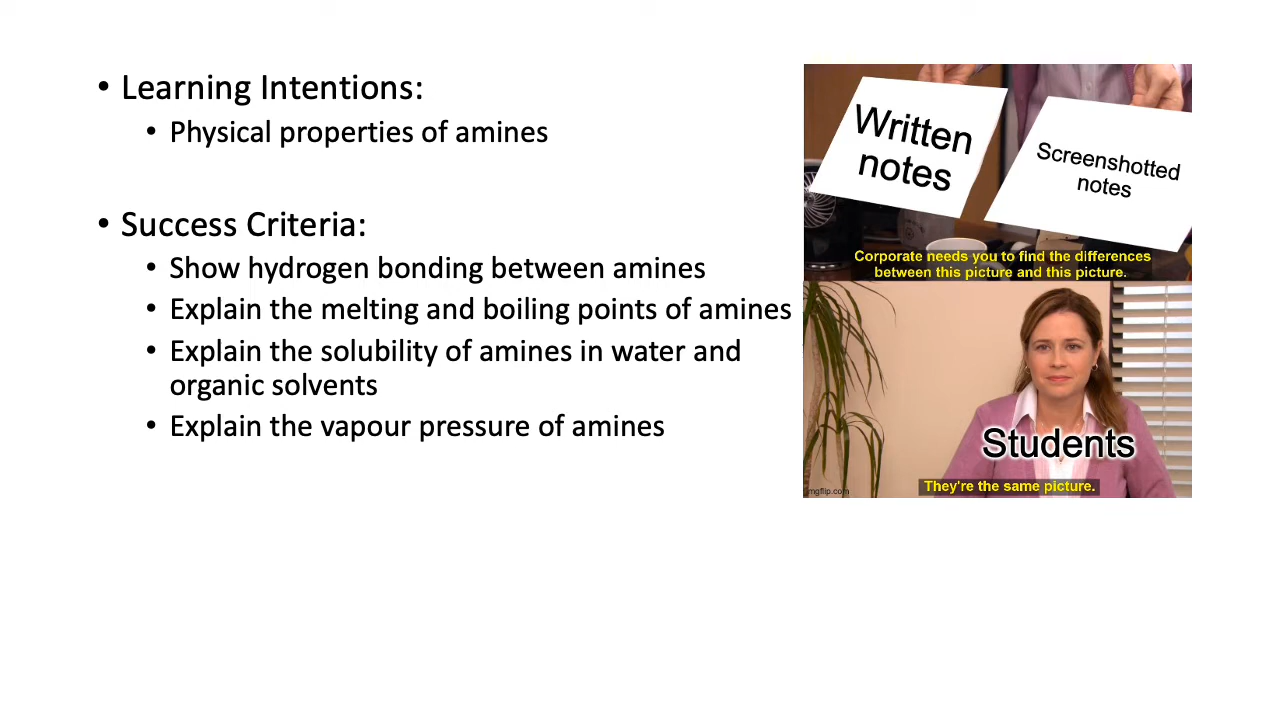 • Learning Intentions:
• Physical properties of amines
• Success Criteria:
• Show hydrogen bonding between amines
• Explain the melting and boiling points of amines
• Explain the solubility of amines in water and
organic solvents
• Explain the vapour pressure of amines
Written
notes
Screenshotted
notes
Corporate needs you to find the differences
between this picture and this picture.
Students
They're the same picture.
imgflip.com